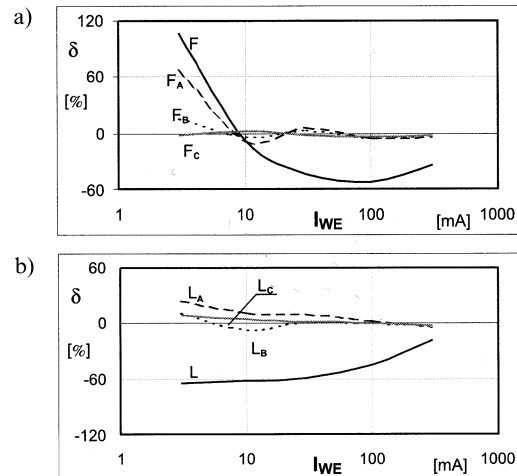 a)
120
δ
F
60
F_A
[%]
F_B
0
F_C
-60
1 10 I_WE 100 [mA] 1000
b)
60
δ
L_A
L_C
0
[%]
L_B
-60
L
-120
1 10 I_WE 100 [mA] 1000